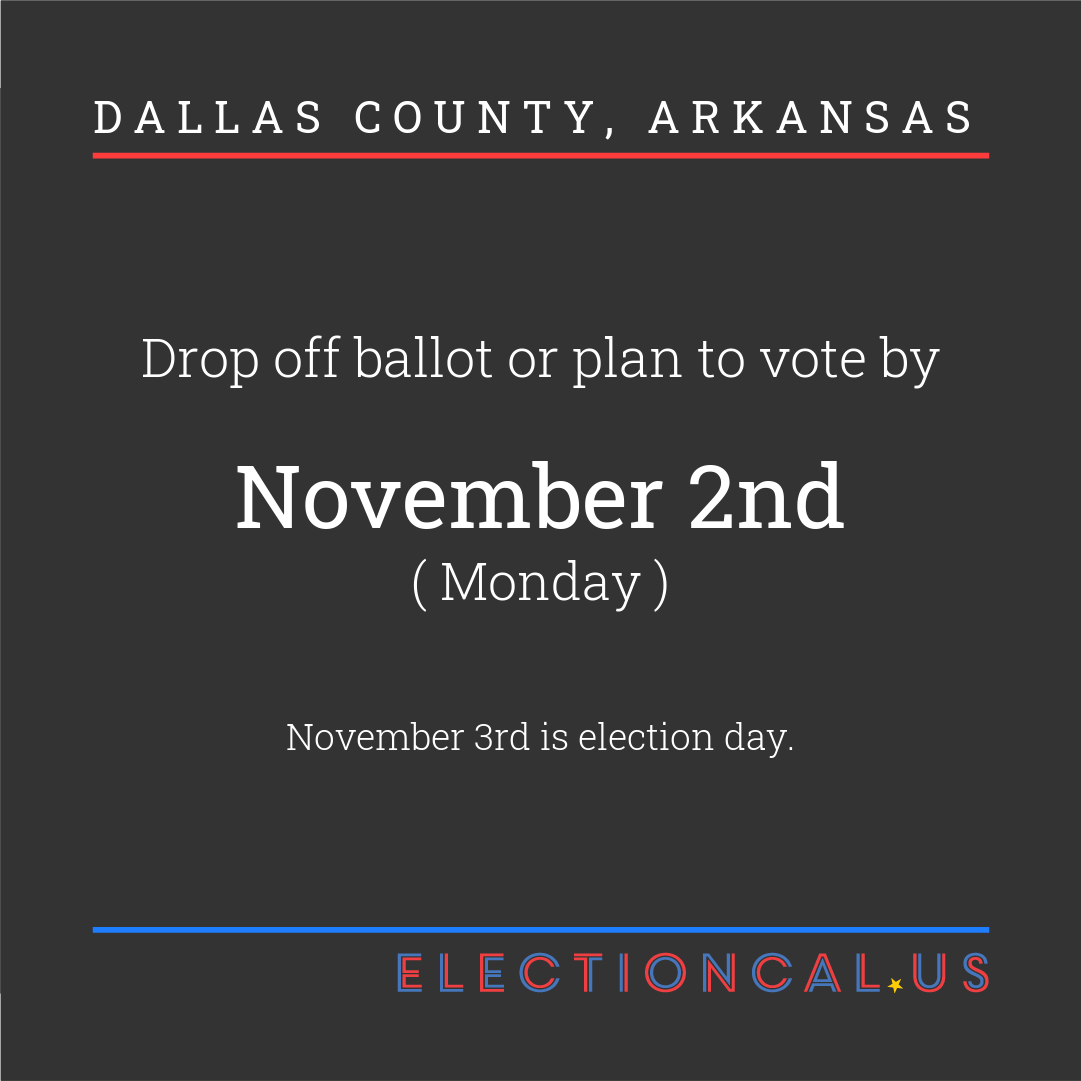 DALLAS COUNTY, ARKANSAS
Drop off ballot or plan to vote by
November 2nd
( Monday )
November 3rd is election day.
ELECTIONCAL.US